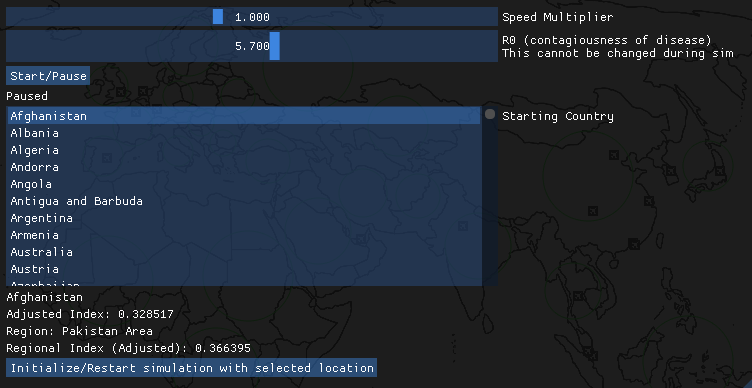 1.000 Speed Multiplier
5.700 R0 (contagiousness of disease)
This cannot be changed during sim
Start/Pause
Paused
Starting Country
Afghanistan
Albania
Algeria
Andorra
Angola
Antigua and Barbuda
Argentina
Armenia
Australia
Austria
Azerbaijan
Afghanistan
Adjusted Index: 0.328517
Region: Pakistan Area
Regional Index (Adjusted): 0.366395
Initialize/Restart simulation with selected location